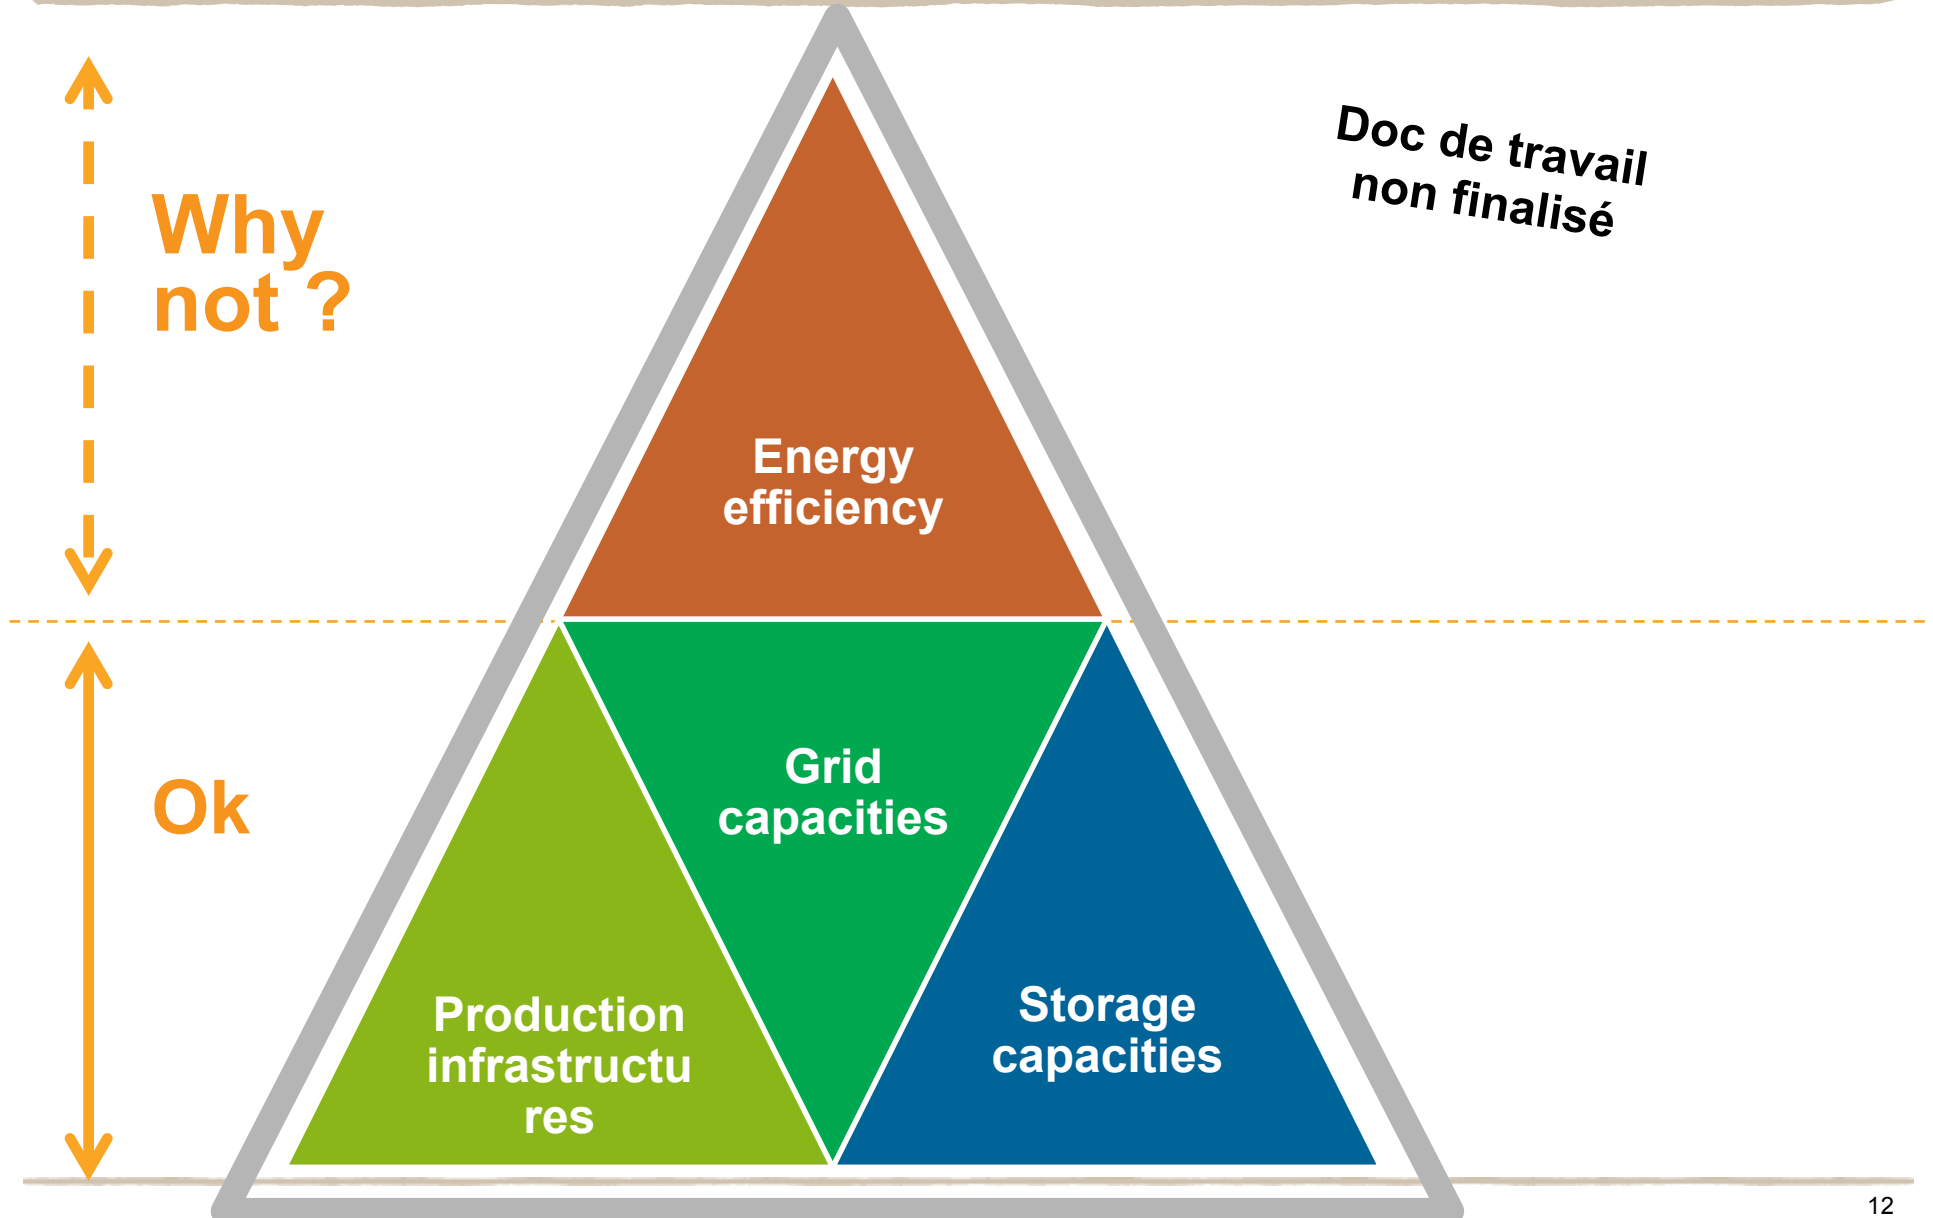 Doc de travail
non finalisé
Why
not ?
Energy
efficiency
Ok
Grid
capacities
Production
infrastructu
res
Storage
capacities
12